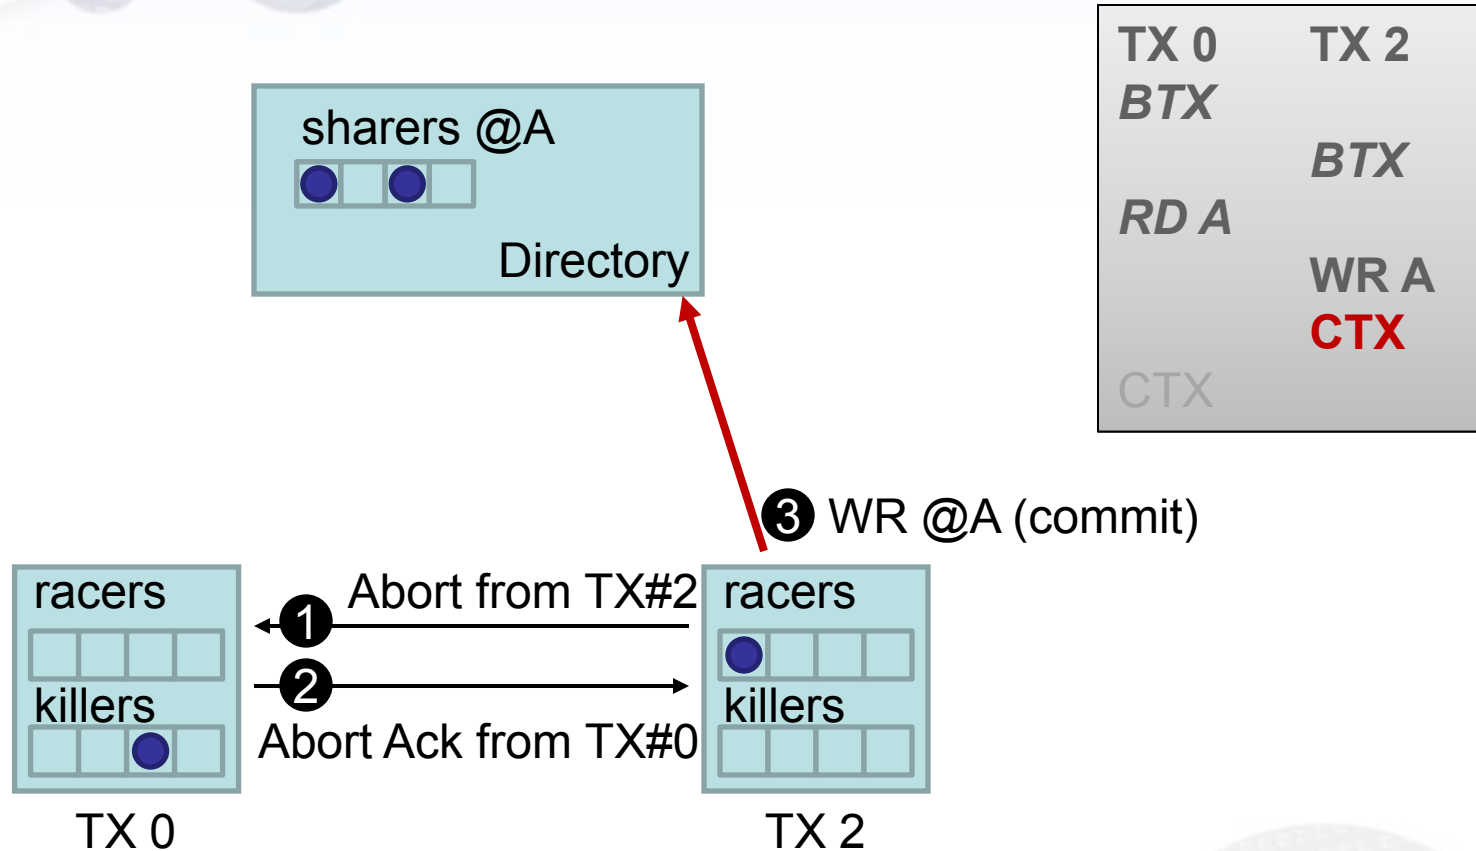 TX 0 TX 2
BTX
BTX
RD A
WR A
CTX
CTX
sharers @A
Directory
3 WR @A (commit)
racers
killers
TX 0
1 Abort from TX#2
2
Abort Ack from TX#0
racers
killers
TX 2